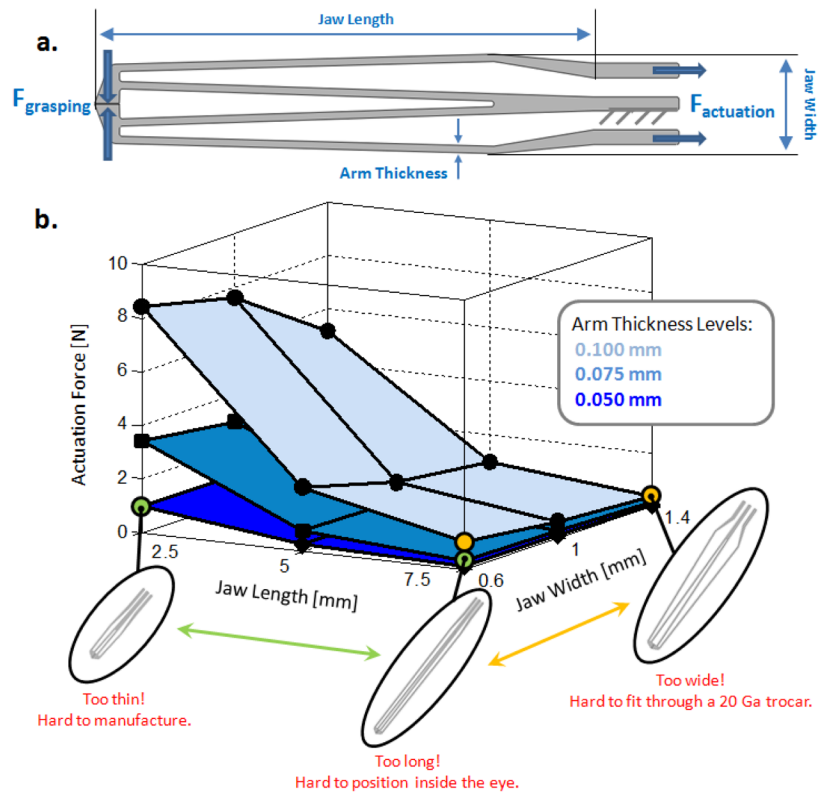 Jaw Length
a.
F grasping
F actuation
Jaw Width
Arm Thickness
b.
Actuation Force [N]
10
8
6
4
2
0
Arm Thickness Levels:
0.100 mm
0.075 mm
0.050 mm
2.5
5
7.5
Jaw Length [mm]
0.6
1
1.4
Jaw Width [mm]
Too thin!
Hard to manufacture.
Too long!
Hard to position inside the eye.
Too wide!
Hard to fit through a 20 Ga trocar.